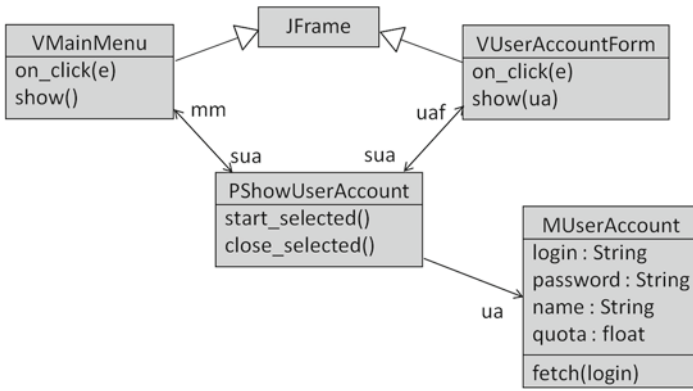 VMainMenu
on_click(e)
show()
JFrame
VUserAccountForm
on_click(e)
show(ua)
mm
sua
uaf
sua
PShowUserAccount
start_selected()
close_selected()
ua
MUserAccount
login : String
password : String
name : String
quota : float
fetch(login)